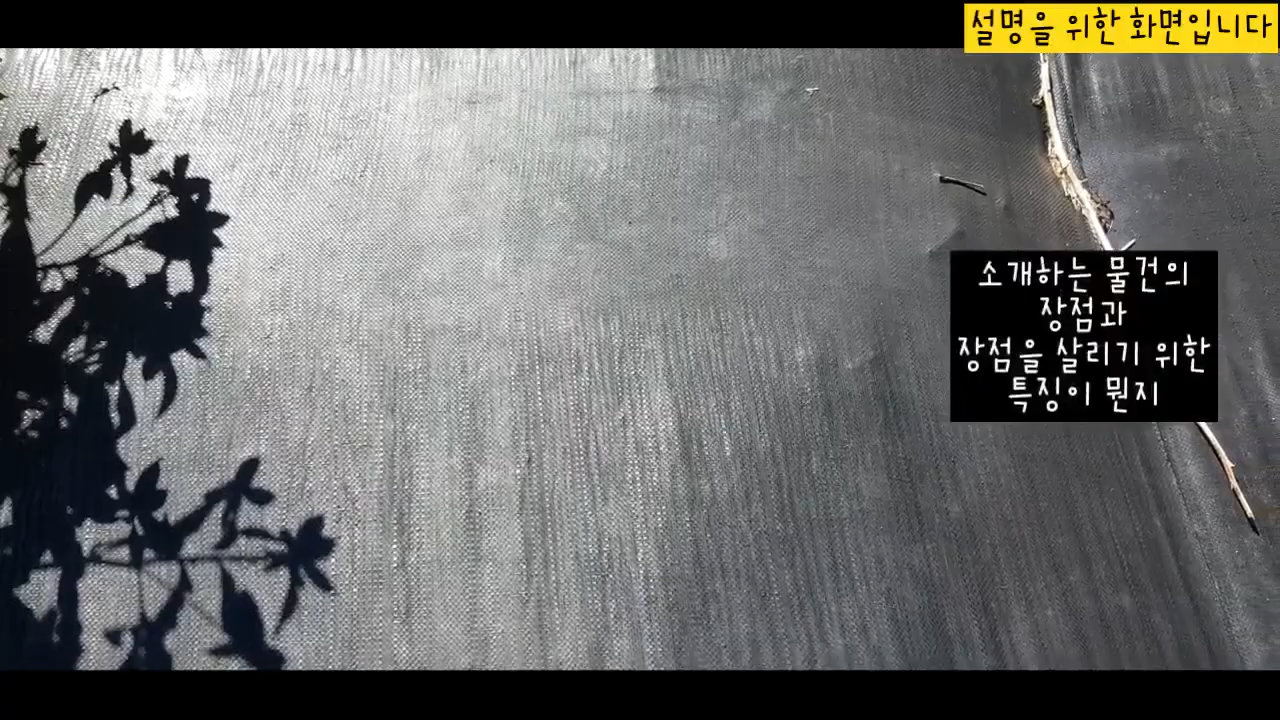 설명을 위한 화면입니다
소개하는 물건의
장점과
장점을 살리기 위한
특징이 뭔지